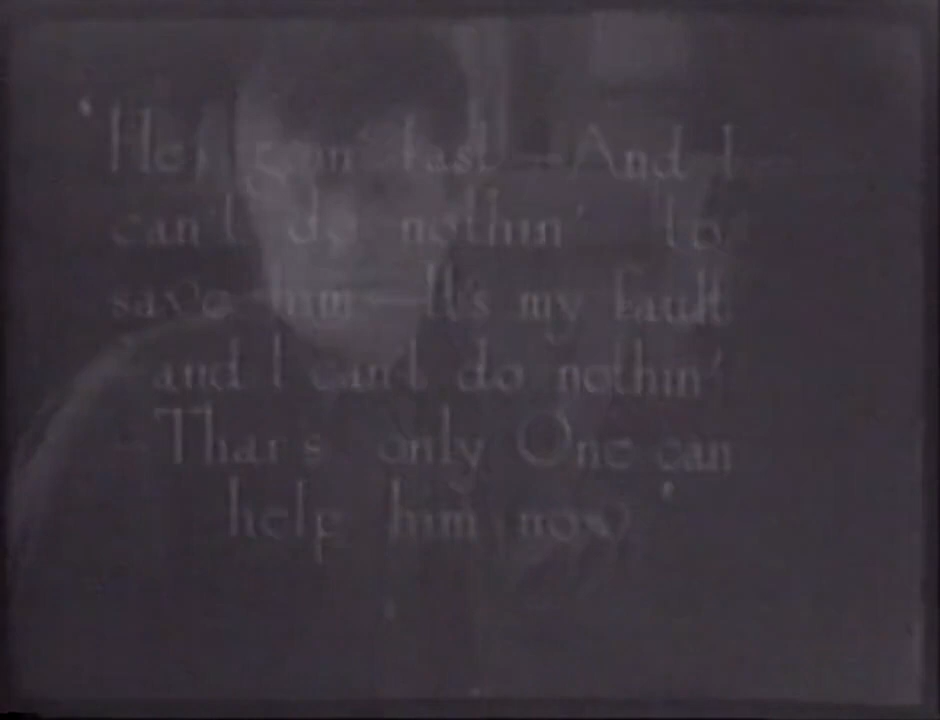 'He's goin' fast—And I
can't do nothin' to
save him—It's my fault
and I can't do nothin'
—Thar's only One can
help him now'